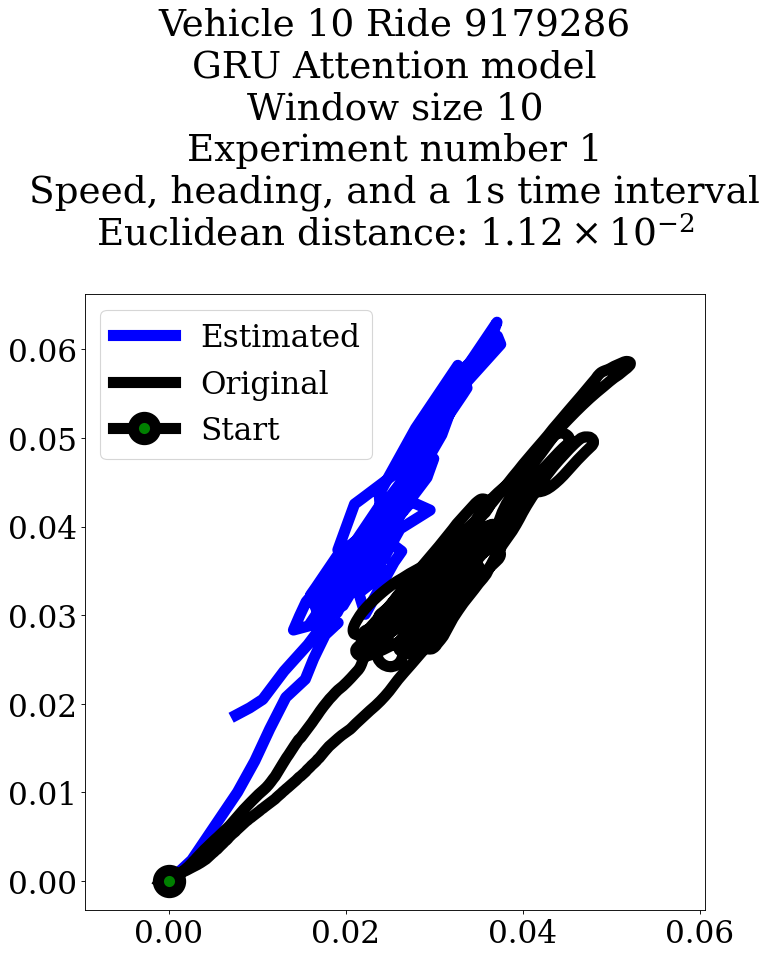 Vehicle 10 Ride 9179286
GRU Attention model
Window size 10
Experiment number 1
Speed, heading, and a 1s time interval
Euclidean distance: 1.12 × 10⁻²
Estimated
Original
Start
0.06
0.05
0.04
0.03
0.02
0.01
0.00
0.00 0.02 0.04 0.06